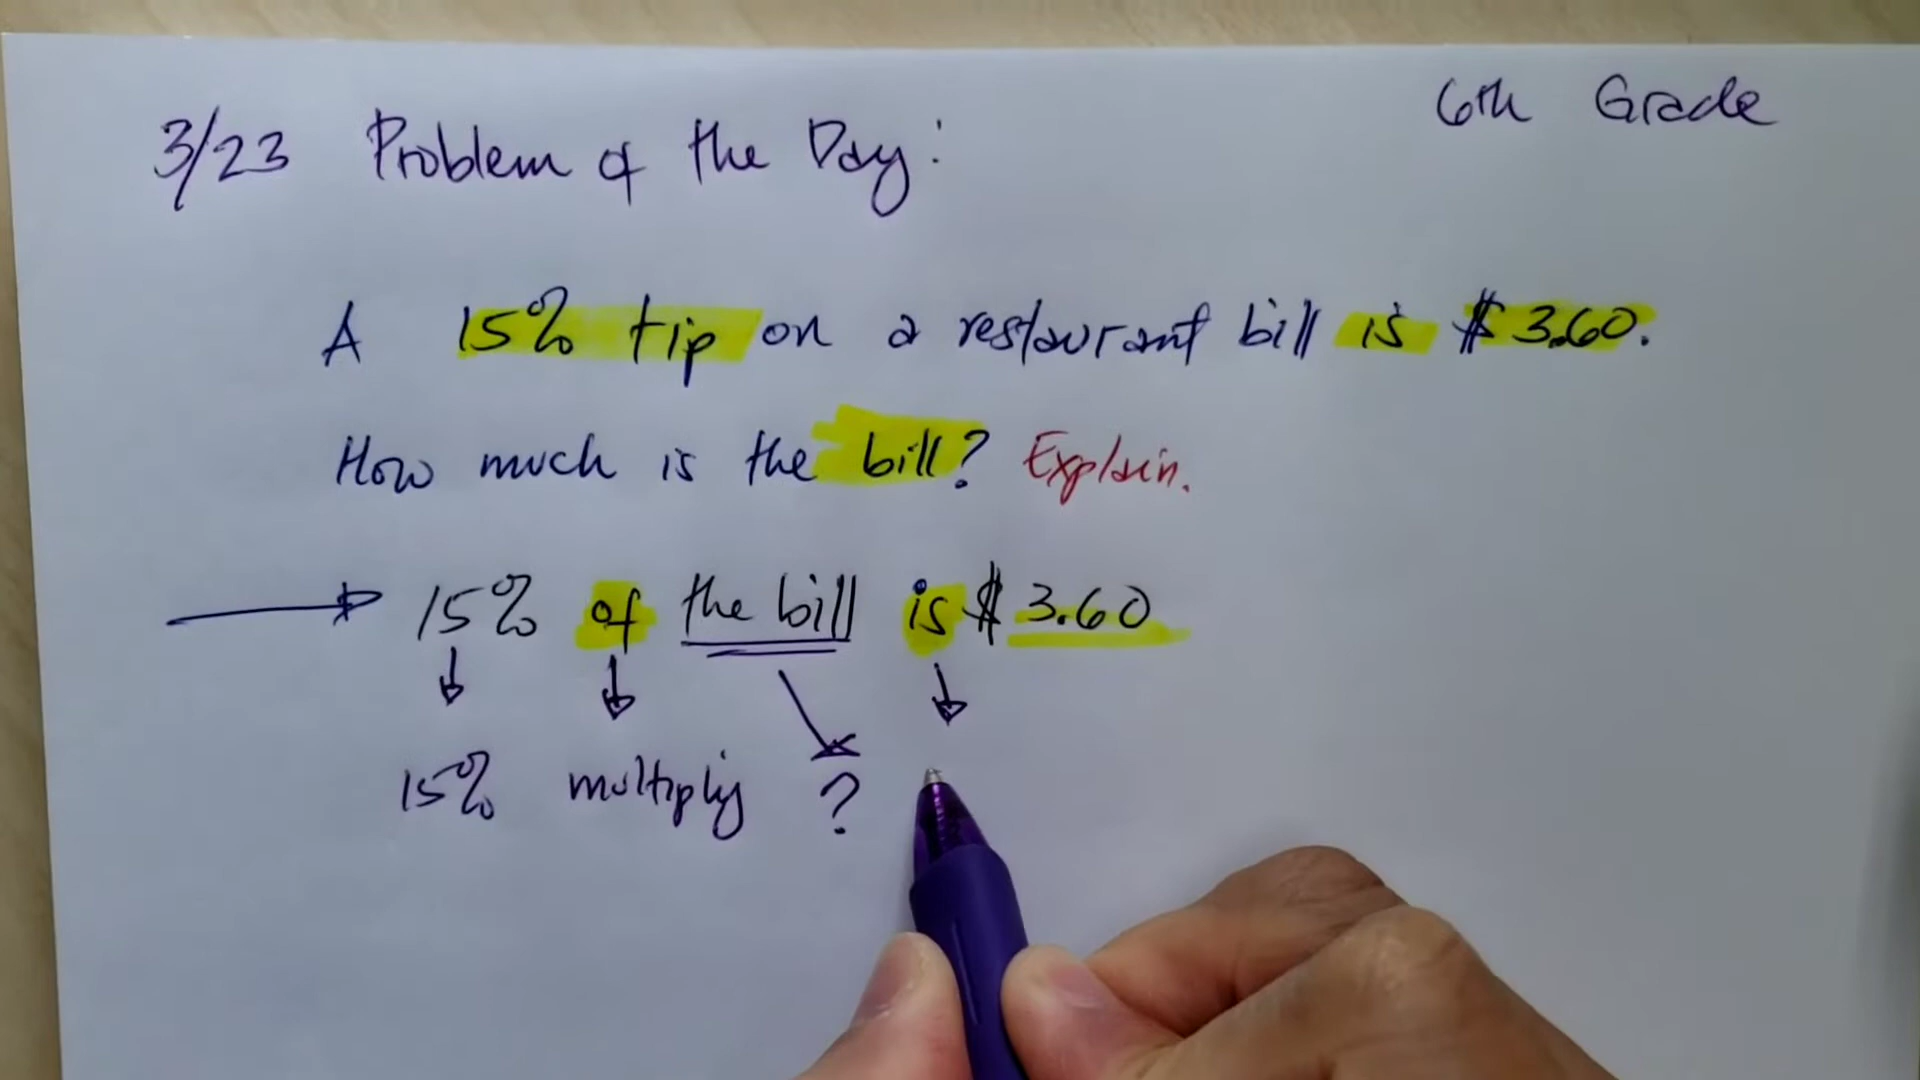 6th Grade
3/23 Problem of the Day:
A 15% tip on a restaurant bill is $3.60.
How much is the bill? Explain.
15% of the bill is $3.60
15% multiply ?